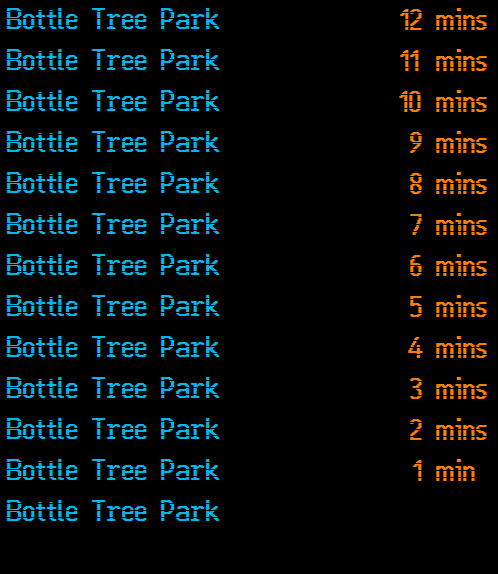 Bottle Tree Park 12 mins
Bottle Tree Park 11 mins
Bottle Tree Park 10 mins
Bottle Tree Park 9 mins
Bottle Tree Park 8 mins
Bottle Tree Park 7 mins
Bottle Tree Park 6 mins
Bottle Tree Park 5 mins
Bottle Tree Park 4 mins
Bottle Tree Park 3 mins
Bottle Tree Park 2 mins
Bottle Tree Park 1 min
Bottle Tree Park